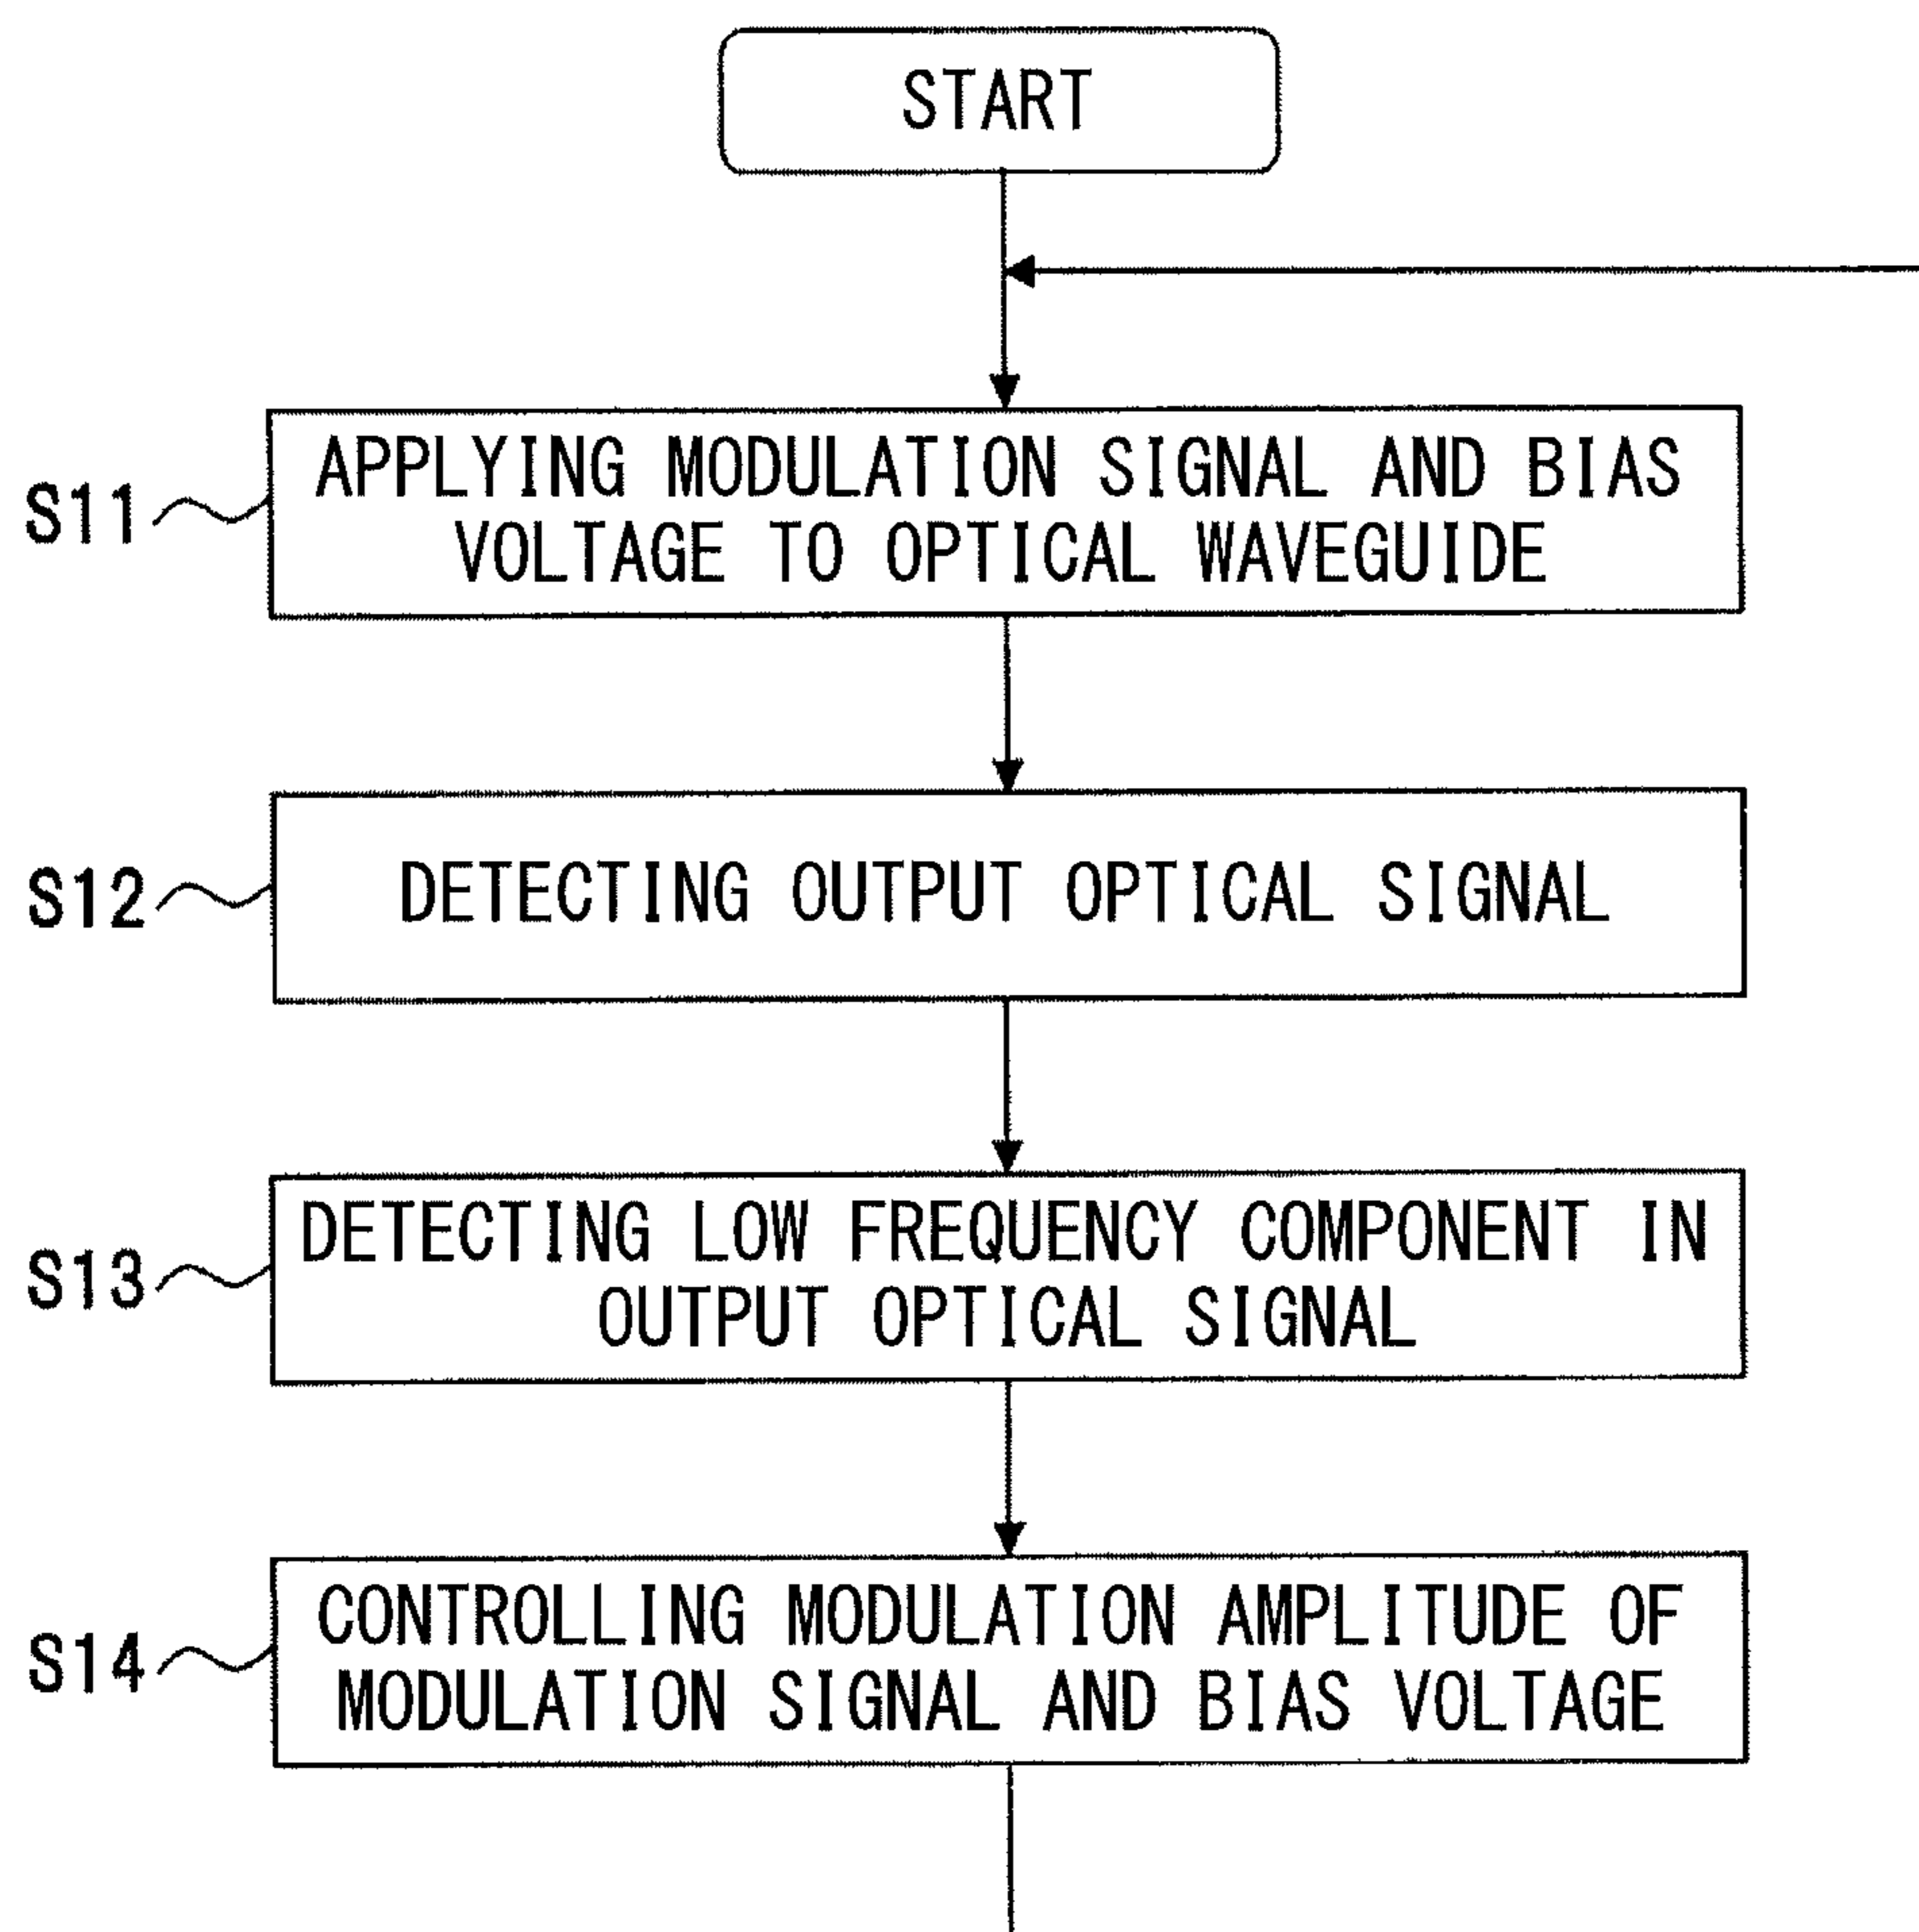 START
S11
APPLYING MODULATION SIGNAL AND BIAS
VOLTAGE TO OPTICAL WAVEGUIDE
S12
DETECTING OUTPUT OPTICAL SIGNAL
S13
DETECTING LOW FREQUENCY COMPONENT IN
OUTPUT OPTICAL SIGNAL
S14
CONTROLLING MODULATION AMPLITUDE OF
MODULATION SIGNAL AND BIAS VOLTAGE